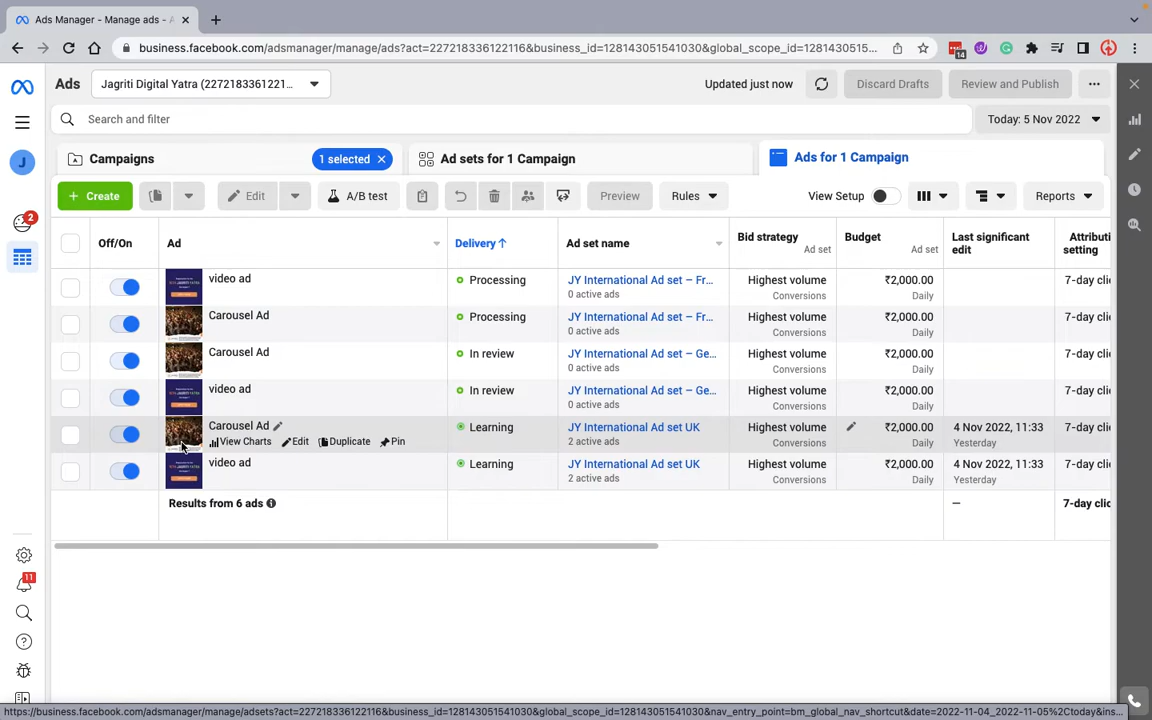 Ads Manager - Manage ads - A
business.facebook.com/adsmanager/manage/ads?act=227218336122116&business_id=128143051541030&global_scope_id=1281430515...
14
Ads
Jagriti Digital Yatra (2272183361221...
Updated just now
Discard Drafts
Review and Publish
Search and filter
Today: 5 Nov 2022
J
Campaigns
1 selected
Ad sets for 1 Campaign
Ads for 1 Campaign
+ Create
Edit
A/B test
Preview
Rules
View Setup
Reports
2
Off/On
Ad
Delivery ↑
Ad set name
Bid strategy
Ad set
Budget
Ad set
Last significant edit
Attributi setting
video ad
Processing
JY International Ad set – Fr...
0 active ads
Highest volume
Conversions
₹2,000.00
Daily
7-day cli
Carousel Ad
Processing
JY International Ad set – Fr...
0 active ads
Highest volume
Conversions
₹2,000.00
Daily
7-day cli
Carousel Ad
In review
JY International Ad set – Ge...
0 active ads
Highest volume
Conversions
₹2,000.00
Daily
7-day cli
video ad
In review
JY International Ad set – Ge...
0 active ads
Highest volume
Conversions
₹2,000.00
Daily
7-day cli
Carousel Ad
View Charts
Edit
Duplicate
Pin
Learning
JY International Ad set UK
2 active ads
Highest volume
Conversions
₹2,000.00
Daily
4 Nov 2022, 11:33
Yesterday
7-day cli
video ad
Learning
JY International Ad set UK
2 active ads
Highest volume
Conversions
₹2,000.00
Daily
4 Nov 2022, 11:33
Yesterday
7-day cli
Results from 6 ads
—
7-day clic
11
https://business.facebook.com/adsmanager/manage/adsets?act=227218336122116&business_id=128143051541030&global_scope_id=128143051541030&nav_entry_point=bm_global_nav_shortcut&date=2022-11-04_2022-11-05%2Ctoday&ins...